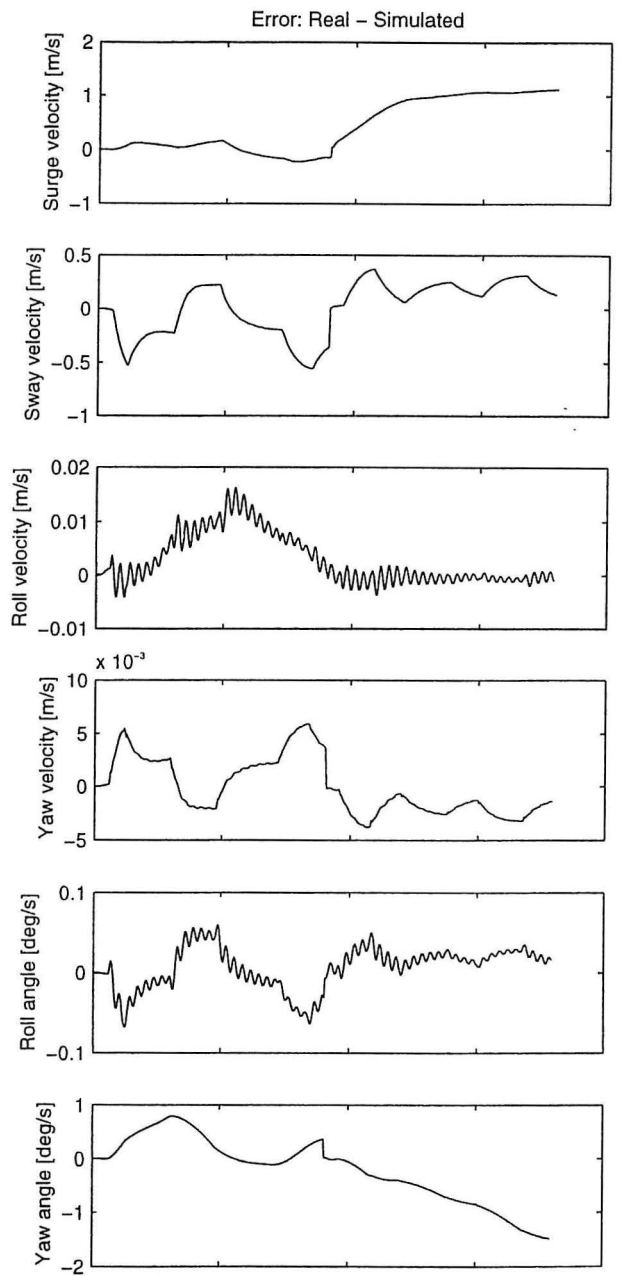 Error: Real − Simulated
Surge velocity [m/s]
2
1
0
−1
Sway velocity [m/s]
0.5
0
−0.5
−1
Roll velocity [m/s]
0.02
0.01
0
−0.01
x 10⁻³
Yaw velocity [m/s]
10
5
0
−5
Roll angle [deg/s]
0.1
0
−0.1
Yaw angle [deg/s]
1
0
−1
−2